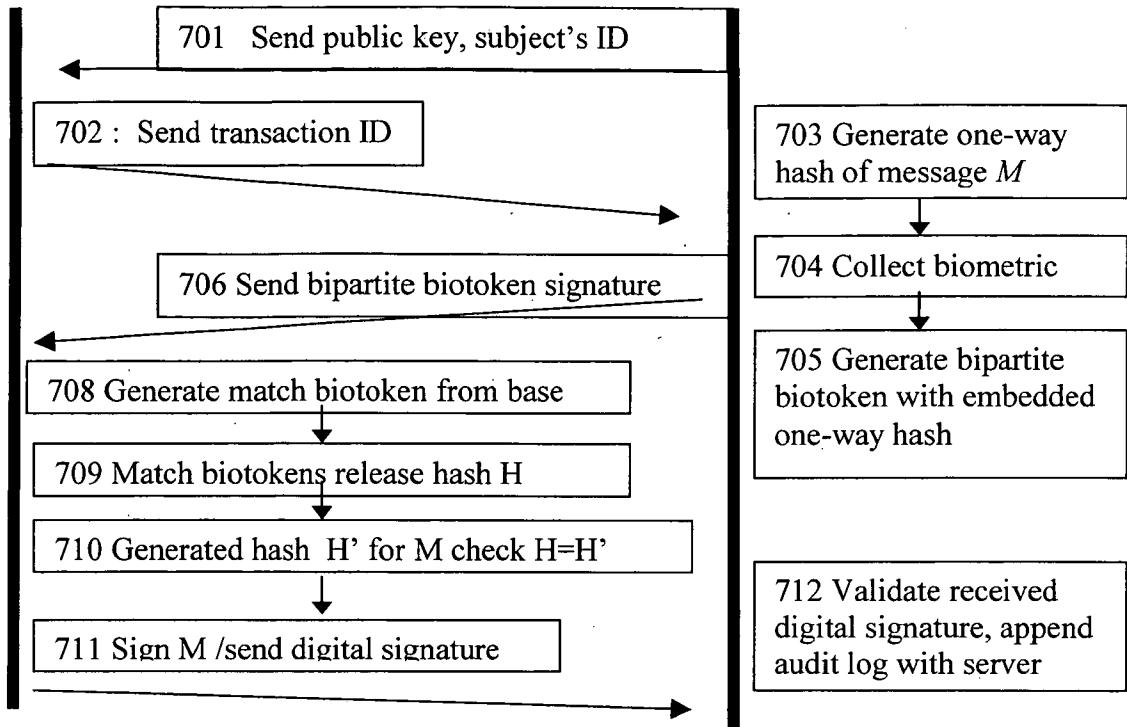 701 Send public key, subject's ID
702 : Send transaction ID
703 Generate one-way
hash of message M
704 Collect biometric
706 Send bipartite biotoken signature
705 Generate bipartite
biotoken with embedded
one-way hash
708 Generate match biotoken from base
709 Match biotokens release hash H
710 Generated hash H' for M check H=H'
712 Validate received
digital signature, append
audit log with server
711 Sign M /send digital signature